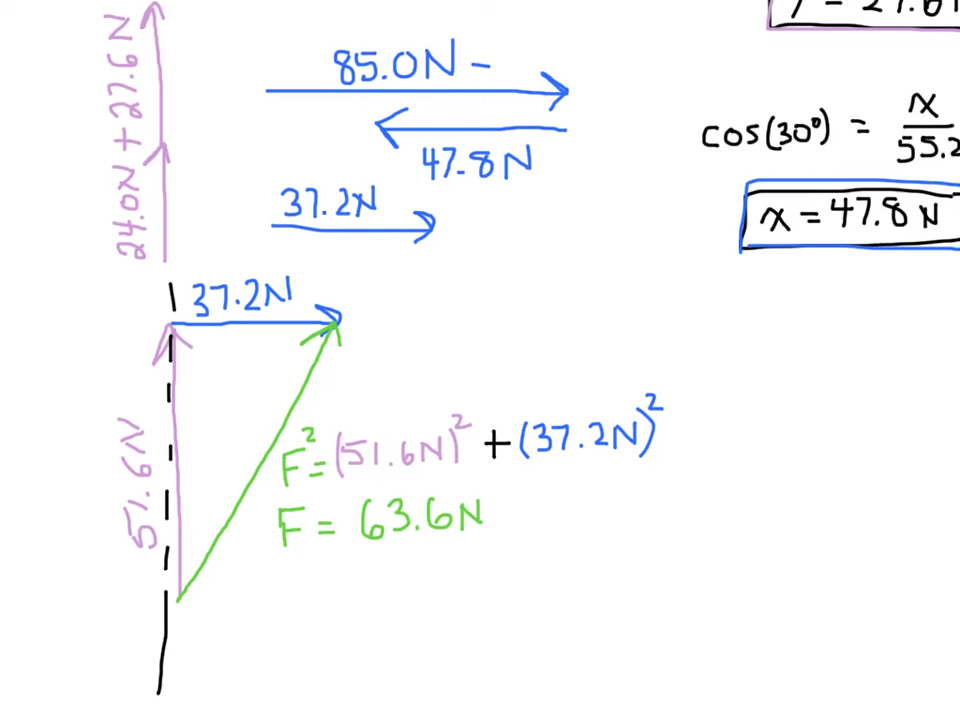 24.0N + 27.6N
85.0N -
47.8N
37.2N
cos(30°) = x/55.2
x = 47.8 N
37.2N
51.6N
F² = (51.6N)² + (37.2N)²
F = 63.6N